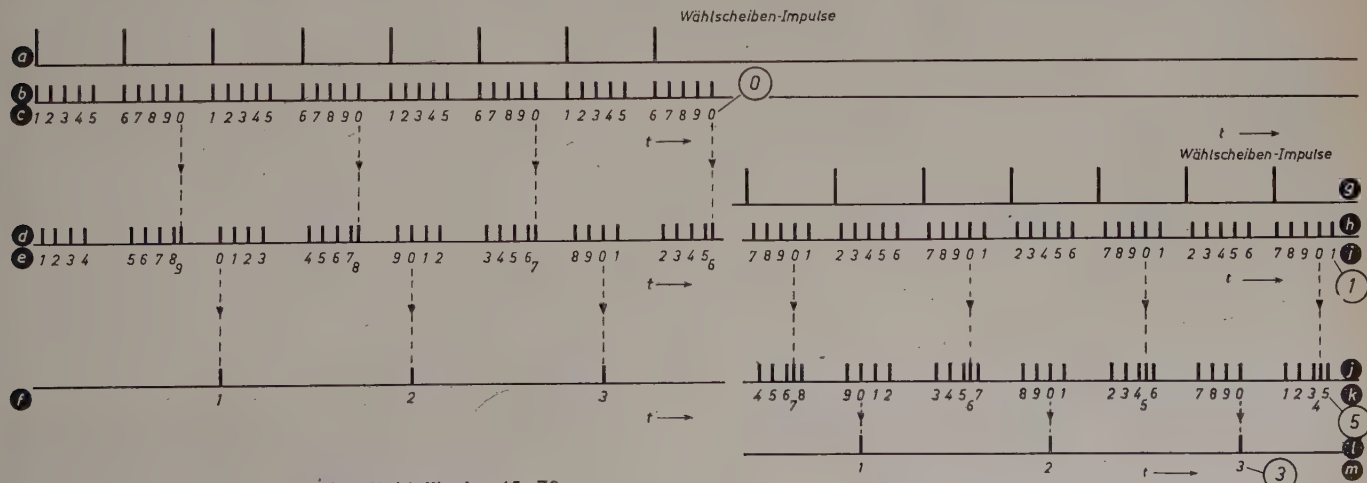 Wählscheiben-Impulse
a
b
0
c 1 2 3 4 5 6 7 8 9 0 1 2 3 4 5 6 7 8 9 0 1 2 3 4 5 6 7 8 9 0 1 2 3 4 5 6 7 8 9 0
t
t
Wählscheiben-Impulse
g
d
h
e 1 2 3 4 5 6 7 8 9 0 1 2 3 4 5 6 7 8 9 0 1 2 3 4 5 6 7 8 9 0 1 2 3 4 5 6
7 8 9 0 1 2 3 4 5 6 7 8 9 0 1 2 3 4 5 6 7 8 9 0 1 2 3 4 5 6 7 8 9 0 1 i
t
t
1
j
f 1 2 3
4 5 6 7 8 9 0 1 2 3 4 5 6 7 8 9 0 1 2 3 4 5 6 7 8 9 0 1 2 3 4 5 k
t
5
l
1 2 t 3 3 m